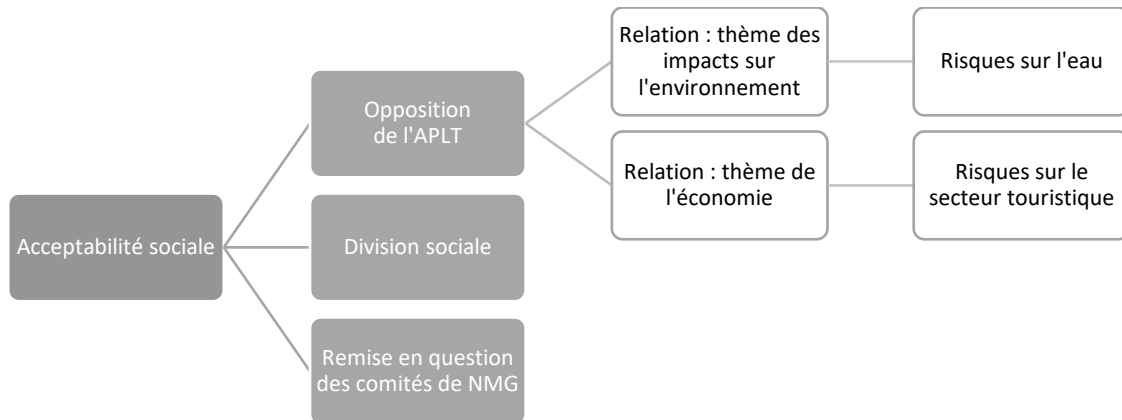 Acceptabilité sociale
Opposition
de l'APLT
Division sociale
Remise en question
des comités de NMG
Relation : thème des
impacts sur
l'environnement
Relation : thème de
l'économie
Risques sur l'eau
Risques sur le
secteur touristique